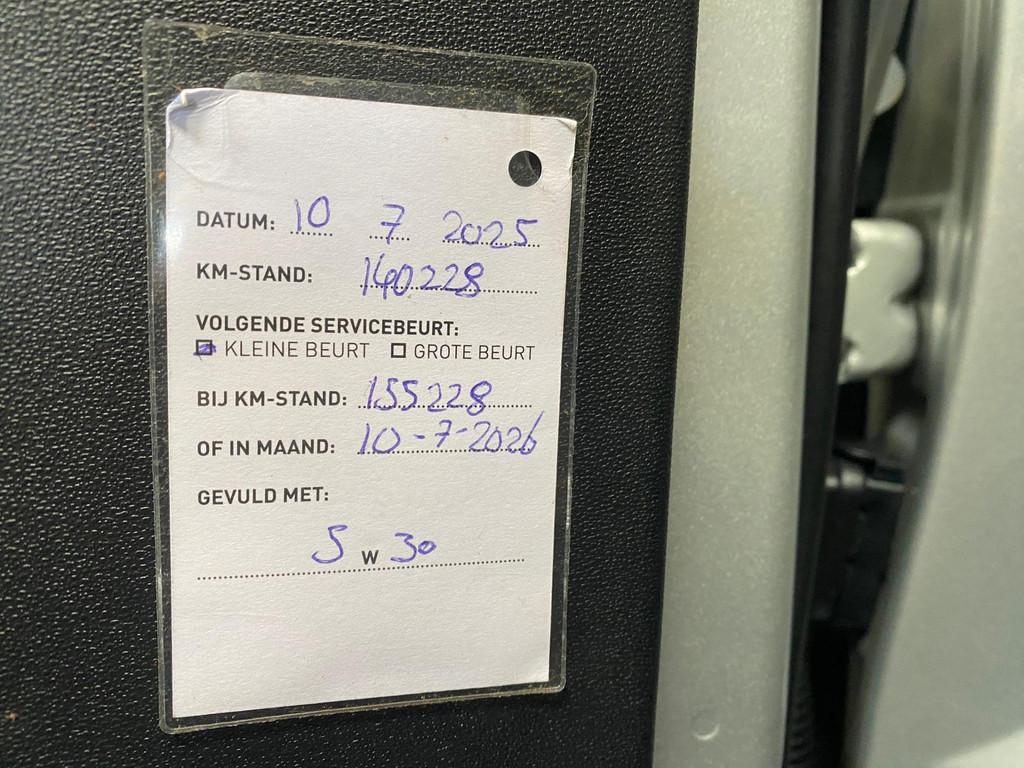 DATUM: 10 7 2025
KM-STAND: 140228
VOLGENDE SERVICEBEURT:
KLEINE BEURT GROTE BEURT
BIJ KM-STAND: 155228
OF IN MAAND: 10-7-2026
GEVULD MET:
5 W 30